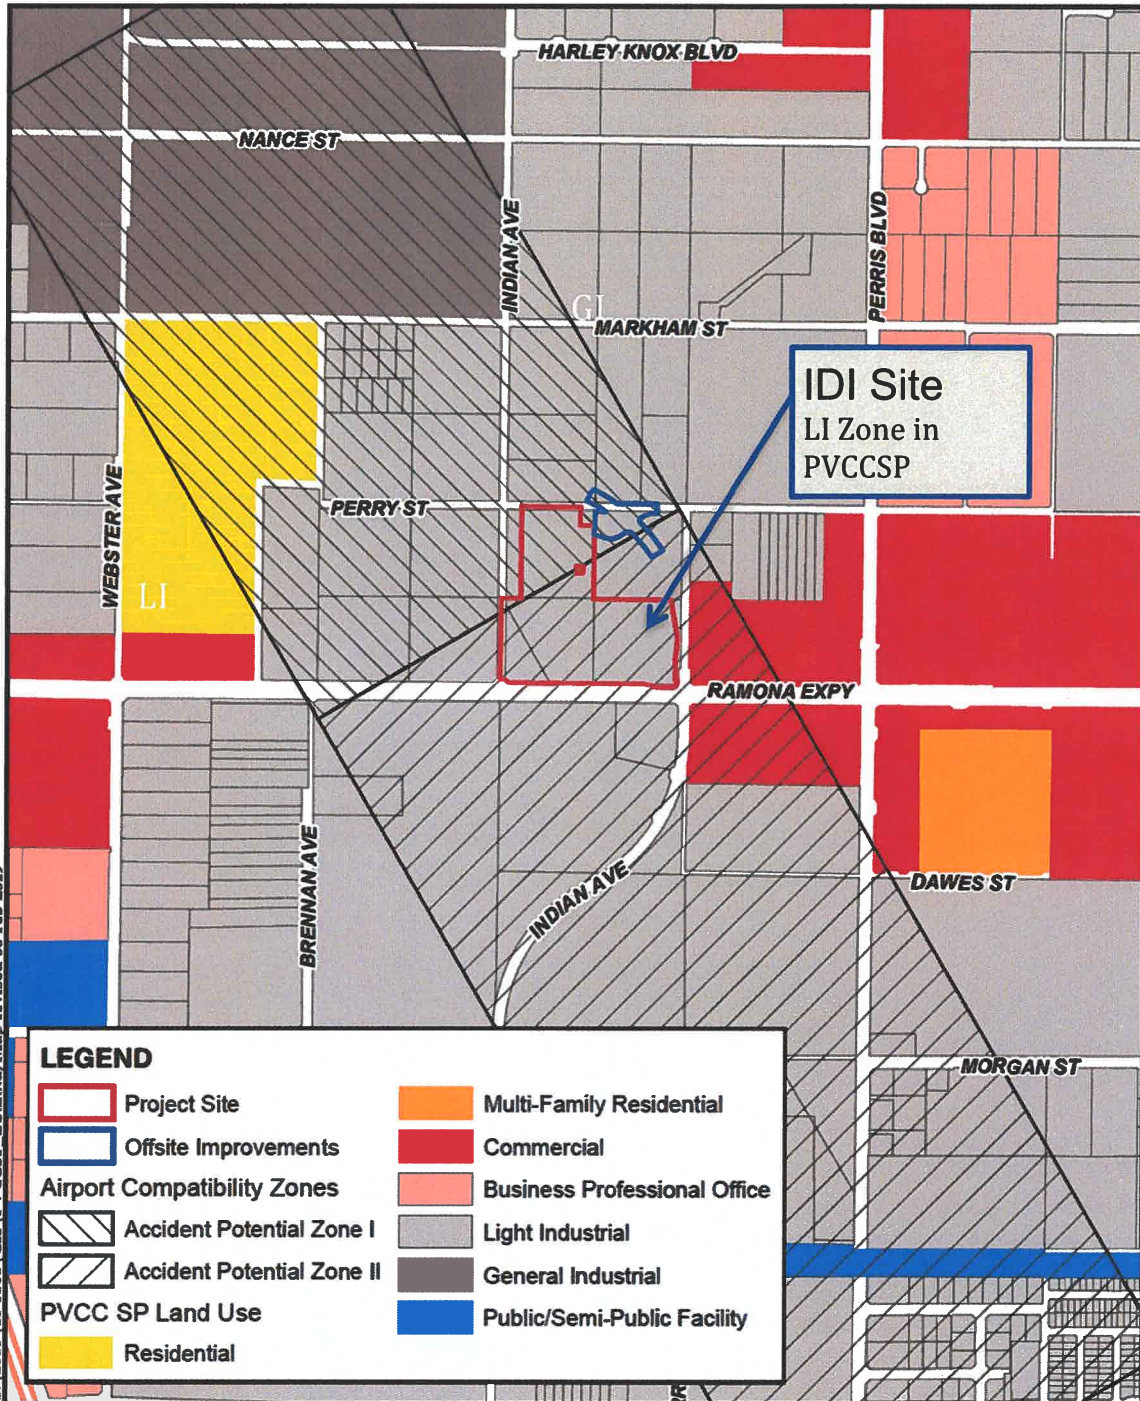 HARLEY KNOX BLVD
NANCE ST
INDIAN AVE
PERRIS BLVD
GI
MARKHAM ST
IDI Site
LI Zone in
PVCCSP
WEBSTER AVE
PERRY ST
LI
RAMONA EXPY
BRENNAN AVE
INDIAN AVE
DAWES ST
MORGAN ST
LEGEND
Project Site
Offsite Improvements
Airport Compatibility Zones
Accident Potential Zone I
Accident Potential Zone II
PVCC SP Land Use
Residential
Multi-Family Residential
Commercial
Business Professional Office
Light Industrial
General Industrial
Public/Semi-Public Facility